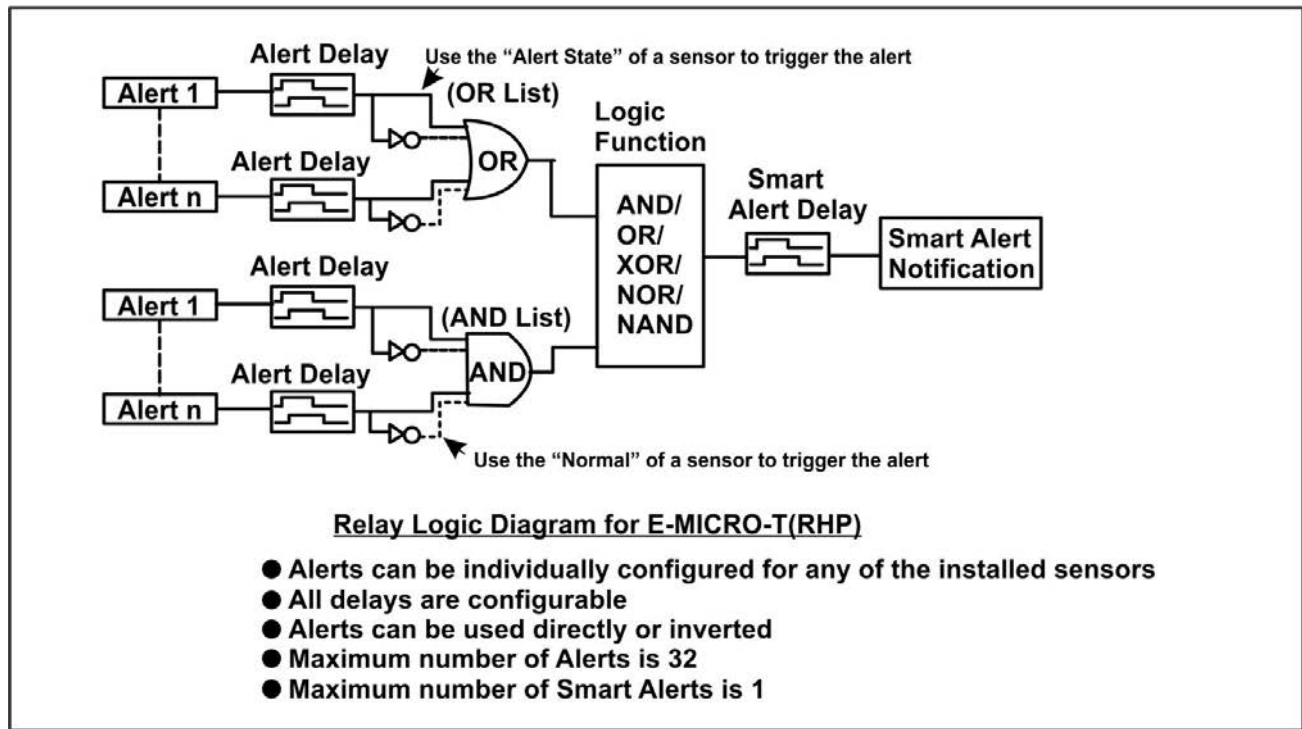 Alert Delay
Use the “Alert State” of a sensor to trigger the alert
Alert 1
(OR List)
Alert Delay
OR
Alert n
Logic
Function
AND/
OR/
XOR/
NOR/
NAND
Smart
Alert Delay
Smart Alert
Notification
Alert Delay
Alert 1
(AND List)
Alert Delay
AND
Alert n
Use the “Normal” of a sensor to trigger the alert
Relay Logic Diagram for E-MICRO-T(RHP)
● Alerts can be individually configured for any of the installed sensors
● All delays are configurable
● Alerts can be used directly or inverted
● Maximum number of Alerts is 32
● Maximum number of Smart Alerts is 1